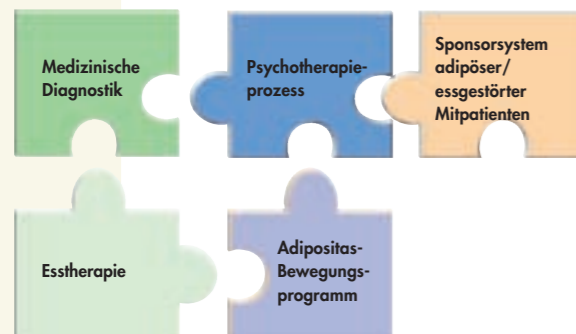 Medizinische
Diagnostik
Psychotherapie-
prozess
Sponsorsystem
adipöser/
essgestörter
Mitpatienten
Esstherapie
Adipositas-
Bewegungs-
programm